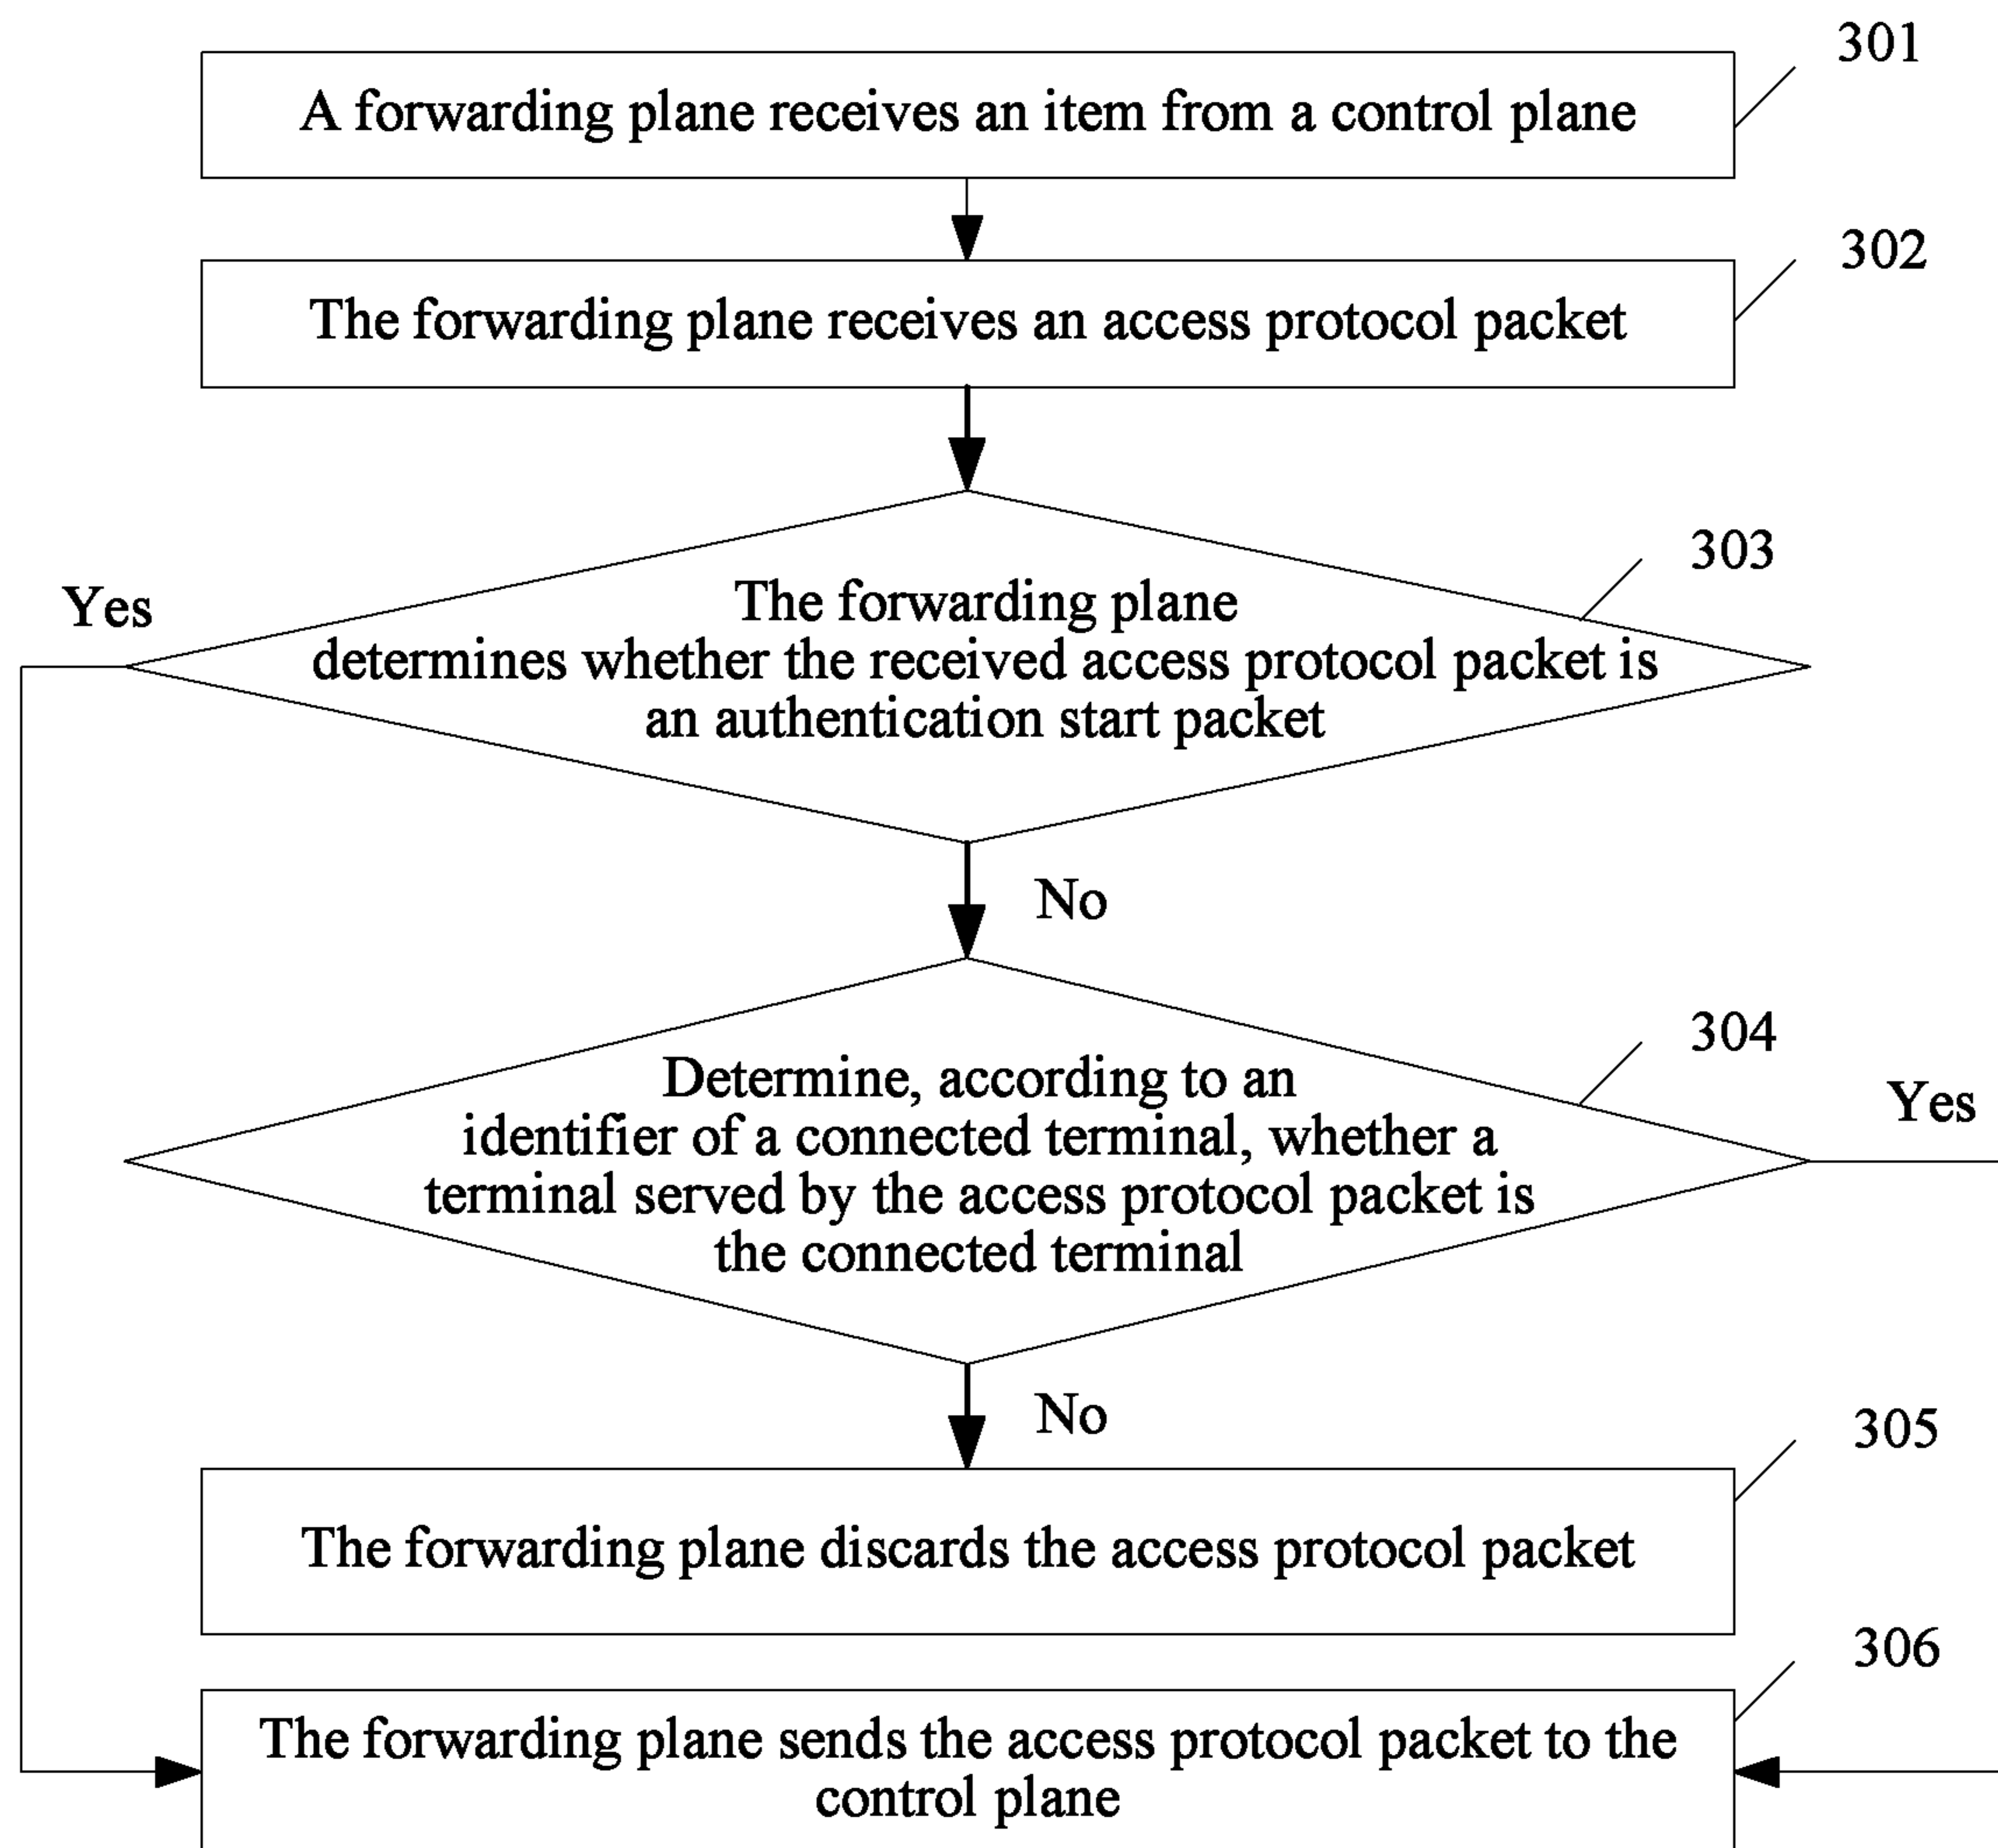 301
A forwarding plane receives an item from a control plane
302
The forwarding plane receives an access protocol packet
303
Yes
The forwarding plane
determines whether the received access protocol packet is
an authentication start packet
No
304
Determine, according to an
identifier of a connected terminal, whether a
terminal served by the access protocol packet is
the connected terminal
Yes
No
305
The forwarding plane discards the access protocol packet
306
The forwarding plane sends the access protocol packet to the
control plane